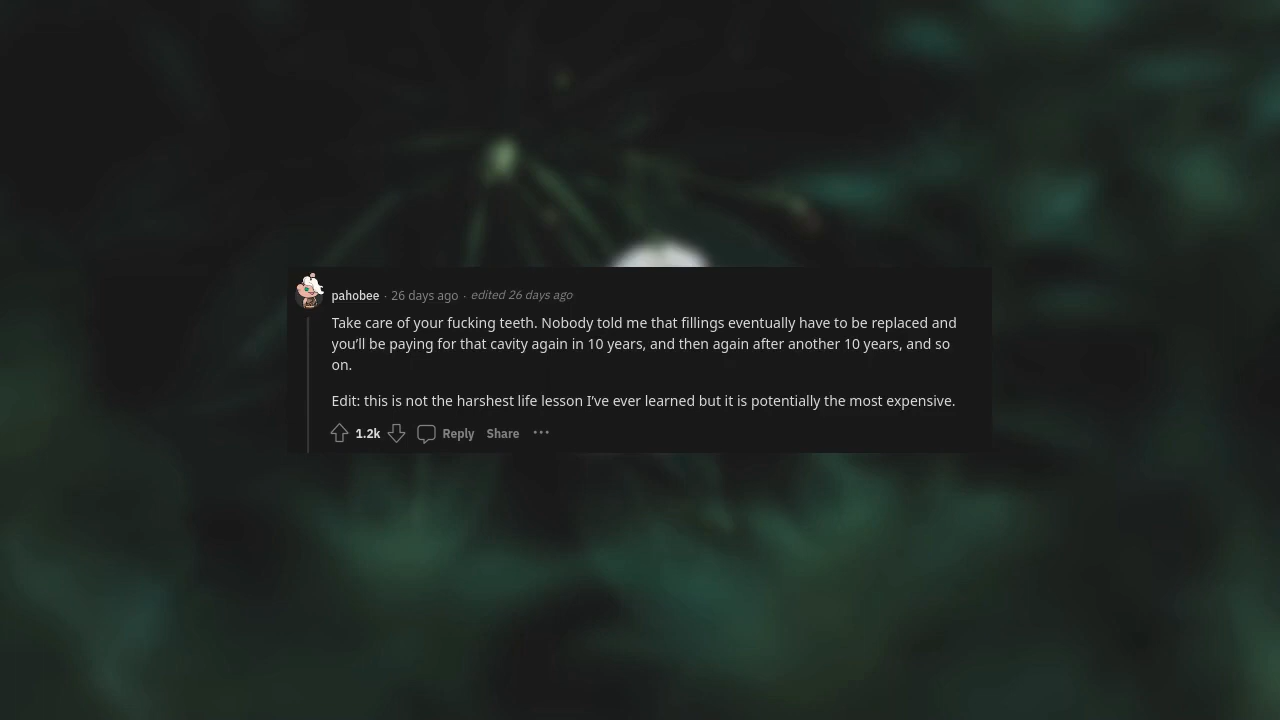 pahobee · 26 days ago · edited 26 days ago
Take care of your fucking teeth. Nobody told me that fillings eventually have to be replaced and
you’ll be paying for that cavity again in 10 years, and then again after another 10 years, and so
on.
Edit: this is not the harshest life lesson I’ve ever learned but it is potentially the most expensive.
1.2k Reply Share ···